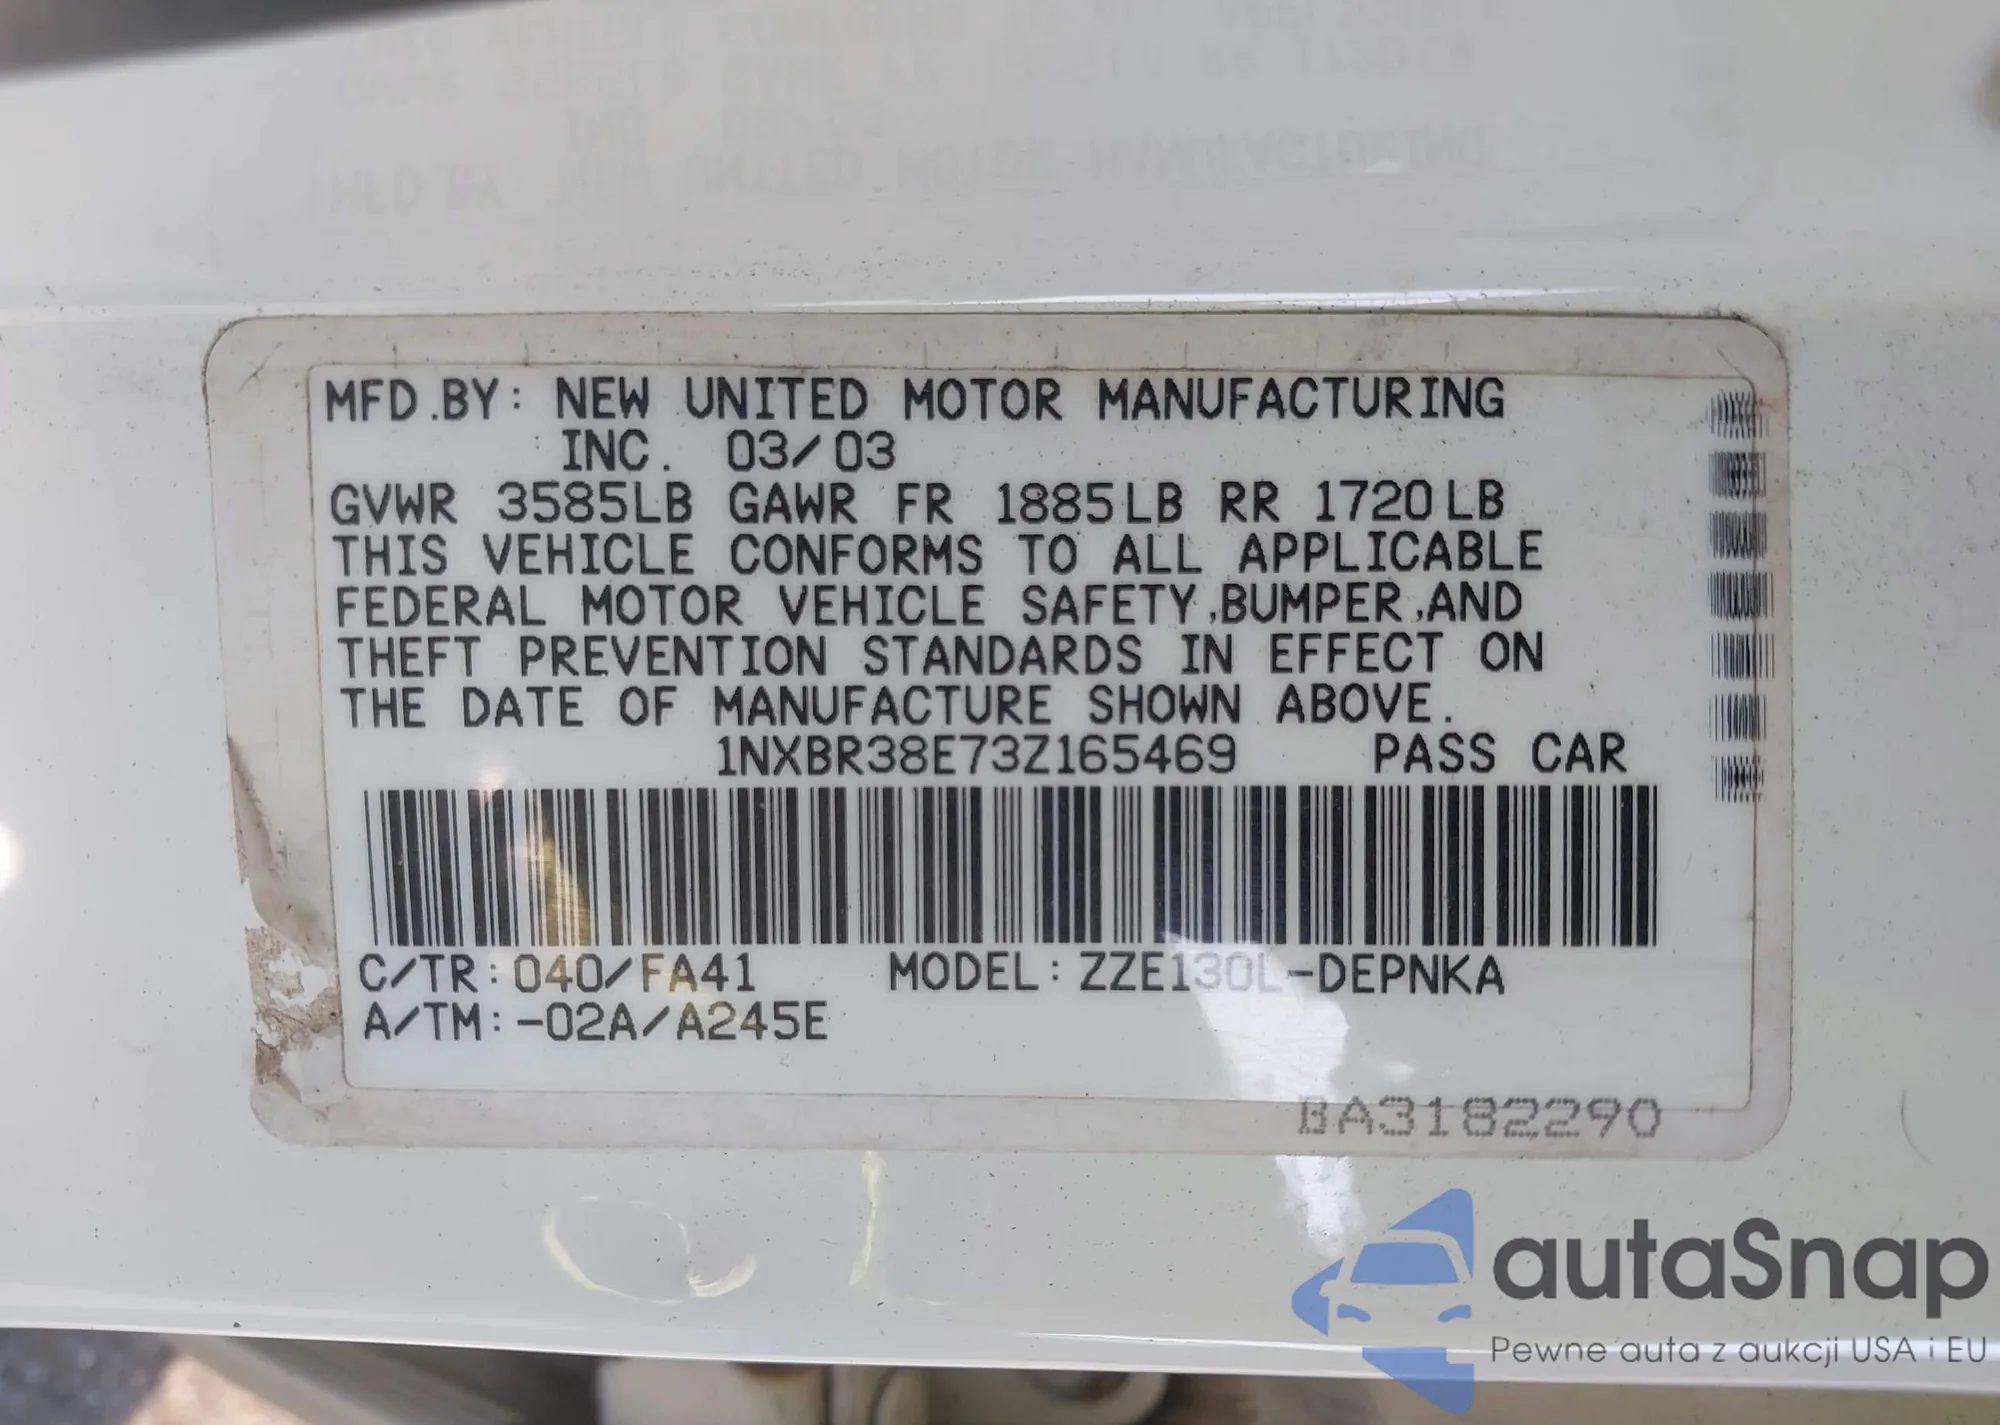 MFD.BY: NEW UNITED MOTOR MANUFACTURING
INC. 03/03
GVWR 3585LB GAWR FR 1885LB RR 1720LB
THIS VEHICLE CONFORMS TO ALL APPLICABLE
FEDERAL MOTOR VEHICLE SAFETY,BUMPER,AND
THEFT PREVENTION STANDARDS IN EFFECT ON
THE DATE OF MANUFACTURE SHOWN ABOVE.
1NXBR38E73Z165469 PASS CAR
C/TR:040/FA41 MODEL:ZZE130L-DEPNKA
A/TM:-02A/A245E
BA3182290
autaSnap
Pewne auta z aukcji USA i EU